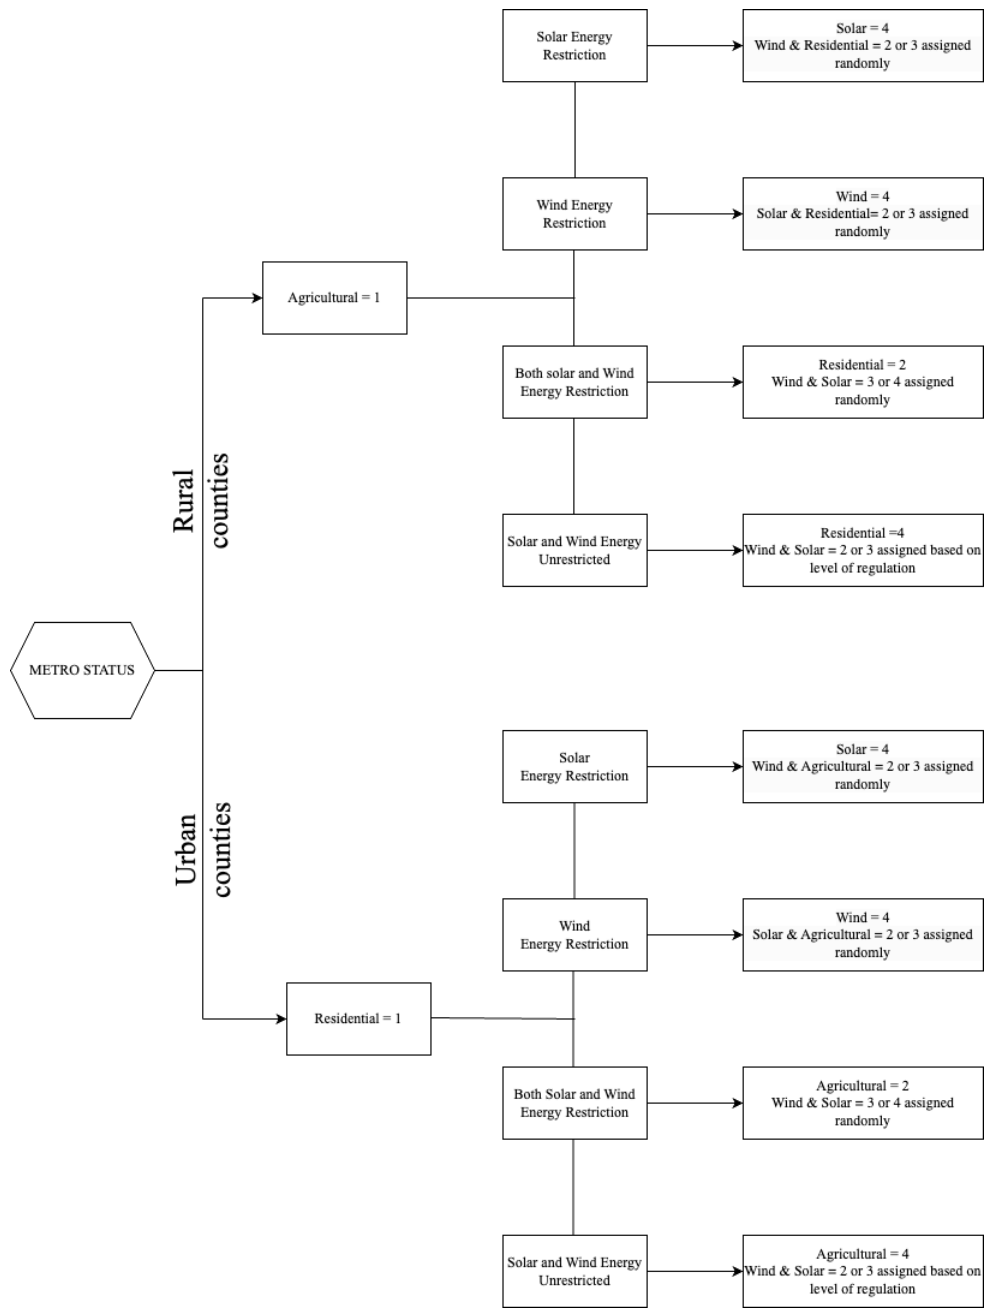 Solar Energy
Restriction
Solar = 4
Wind & Residential = 2 or 3 assigned
randomly
Wind Energy
Restriction
Wind = 4
Solar & Residential= 2 or 3 assigned
randomly
Agricultural = 1
Both solar and Wind
Energy Restriction
Residential = 2
Wind & Solar = 3 or 4 assigned
randomly
Rural
counties
Solar and Wind Energy
Unrestricted
Residential =4
Wind & Solar = 2 or 3 assigned based on
level of regulation
METRO STATUS
Solar
Energy Restriction
Solar = 4
Wind & Agricultural = 2 or 3 assigned
randomly
Urban
counties
Wind
Energy Restriction
Wind = 4
Solar & Agricultural = 2 or 3 assigned
randomly
Residential = 1
Both Solar and Wind
Energy Restriction
Agricultural = 2
Wind & Solar = 3 or 4 assigned
randomly
Solar and Wind Energy
Unrestricted
Agricultural = 4
Wind & Solar = 2 or 3 assigned based on
level of regulation